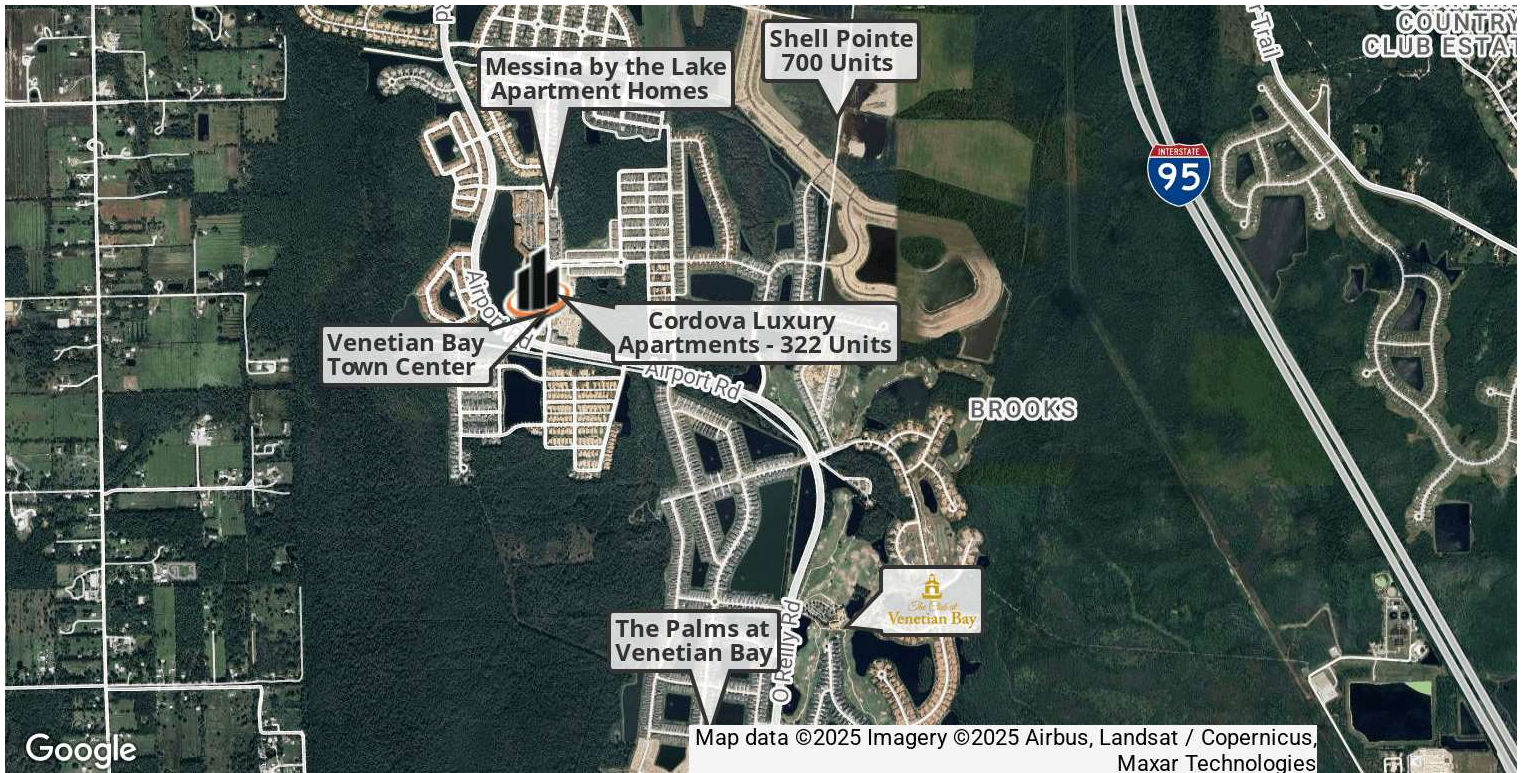 Shell Pointe
700 Units
COUNTRY
CLUB ESTAT
r-Trail
Messina by the Lake
Apartment Homes
INTERSTATE
95
Airport Rd
Venetian Bay
Town Center
Cordova Luxury
Apartments - 322 Units
Airport Rd
BROOKS
The Club at
Venetian Bay
The Palms at
Venetian Bay
O'Reilly Rd
Google
Map data ©2025 Imagery ©2025 Airbus, Landsat / Copernicus,
Maxar Technologies